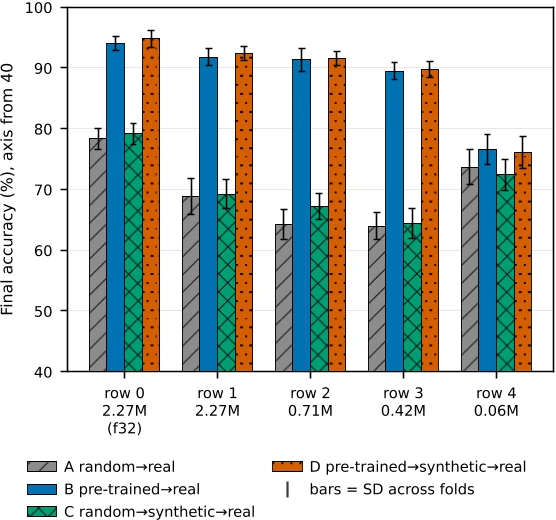 Final accuracy (%), axis from 40
100
90
80
70
60
50
40
row 0
2.27M
(f32)
row 1
2.27M
row 2
0.71M
row 3
0.42M
row 4
0.06M
A random→real
B pre-trained→real
C random→synthetic→real
D pre-trained→synthetic→real
bars = SD across folds